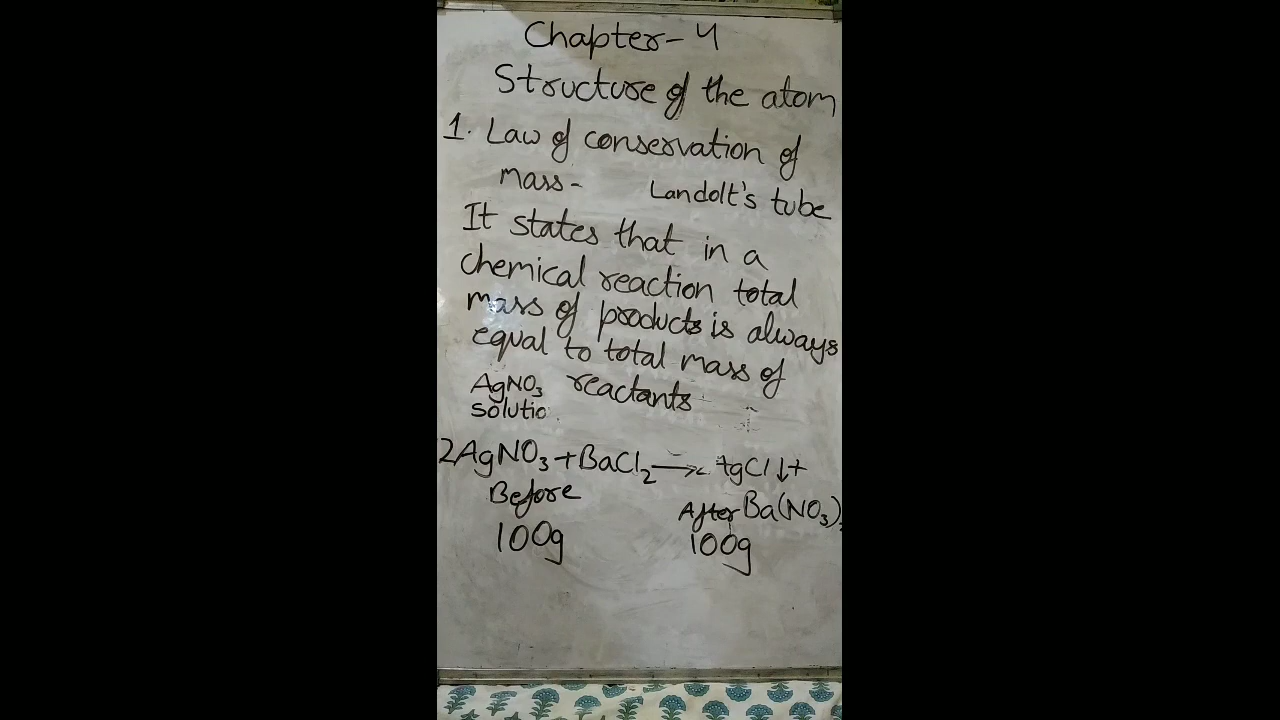 Chapter-4
Structure of the atom
1. Law of conservation of
mass- Landolt's tube
It states that in a
chemical reaction total
mass of products is always
equal to total mass of
AgNO3 reactants
solutio
2AgNO3+BaCl2→ AgCl↓+
Before After Ba(NO3)2
100g 100g